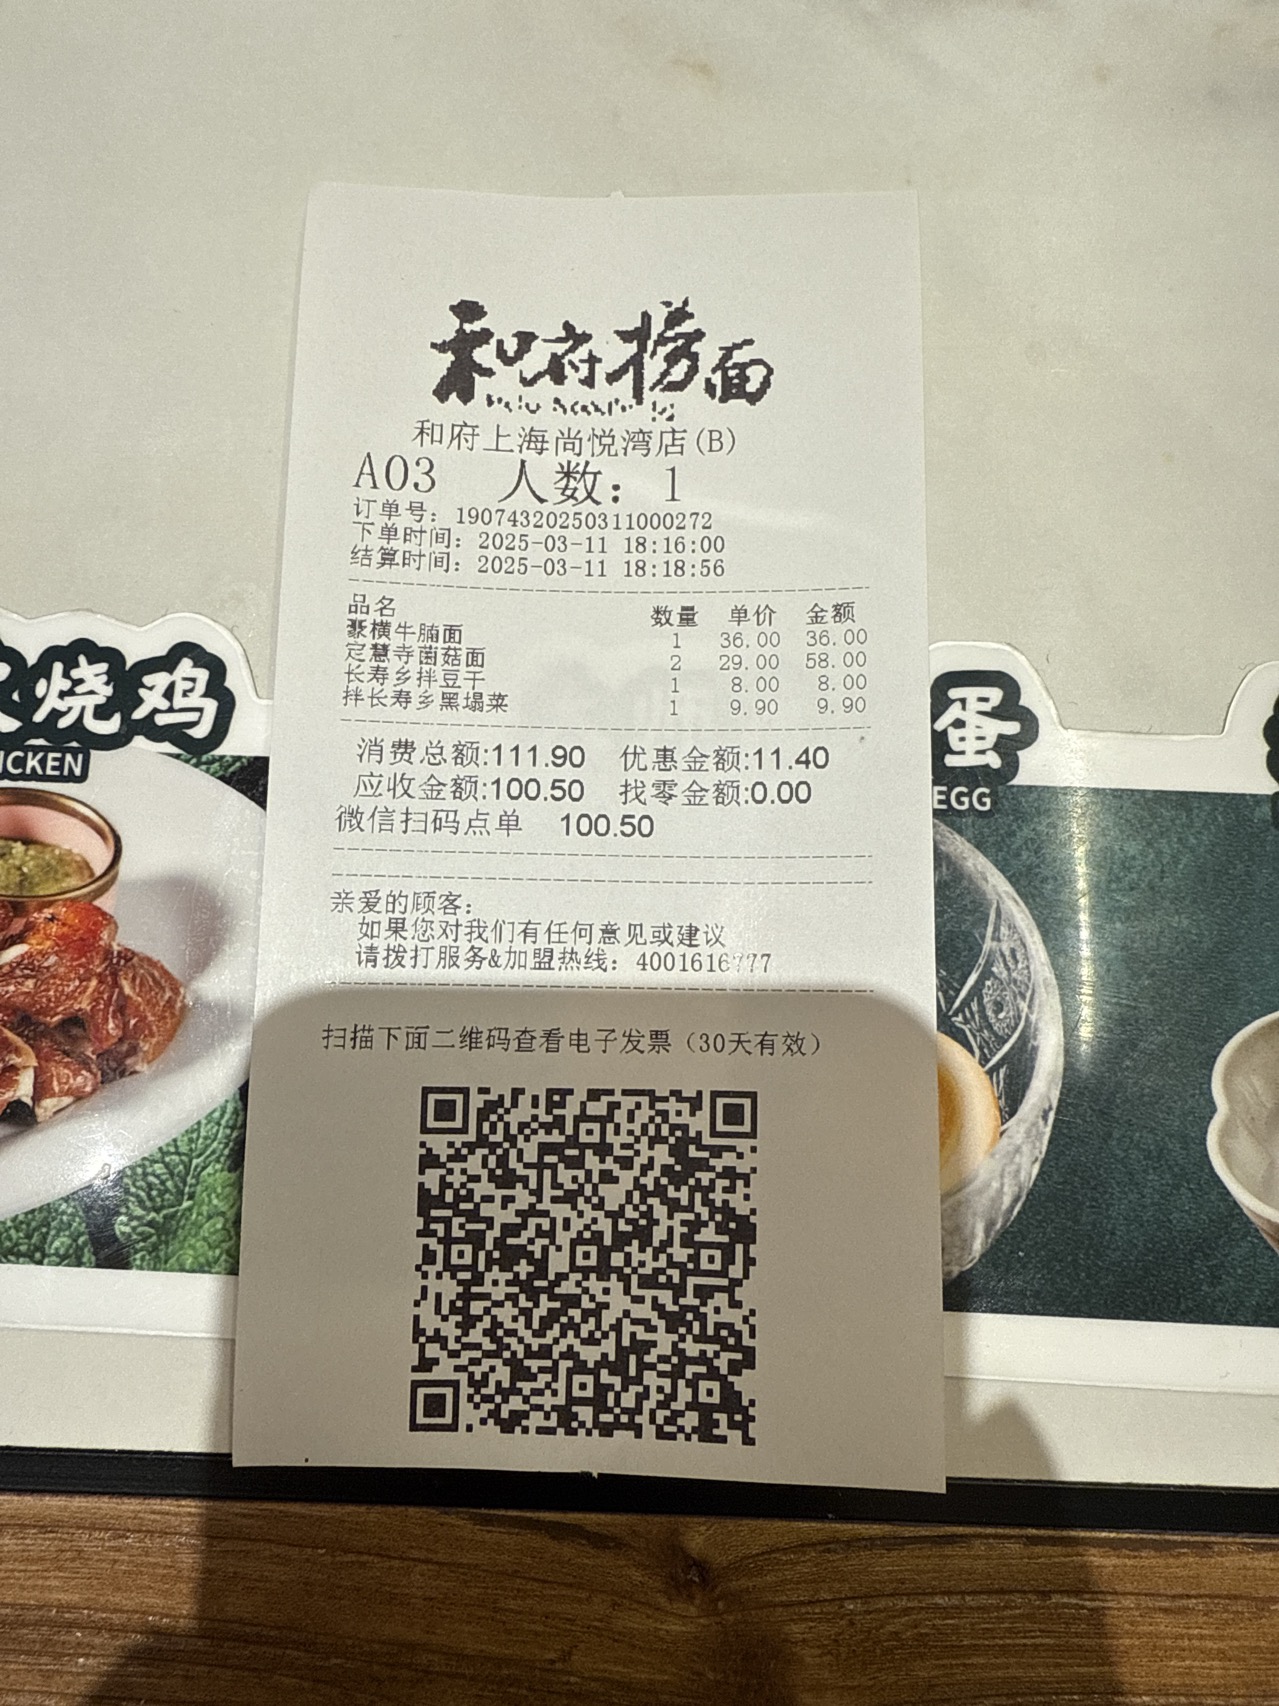 和府捞面
和府上海尚悦湾店(B)
A03 人数：1
订单号：19074320250311000272
下单时间：2025-03-11 18:16:00
结算时间：2025-03-11 18:18:56
品名 数量 单价 金额
豪横牛腩面 1 36.00 36.00
定慧寺菌菇面 2 29.00 58.00
长寿乡拌豆干 1 8.00 8.00
拌长寿乡黑塌菜 1 9.90 9.90
消费总额:111.90 优惠金额:11.40
应收金额:100.50 找零金额:0.00
微信扫码点单 100.50
亲爱的顾客：
如果您对我们有任何意见或建议
请拨打服务&加盟热线：4001616777
扫描下面二维码查看电子发票（30天有效）
烧鸡
蛋
EGG